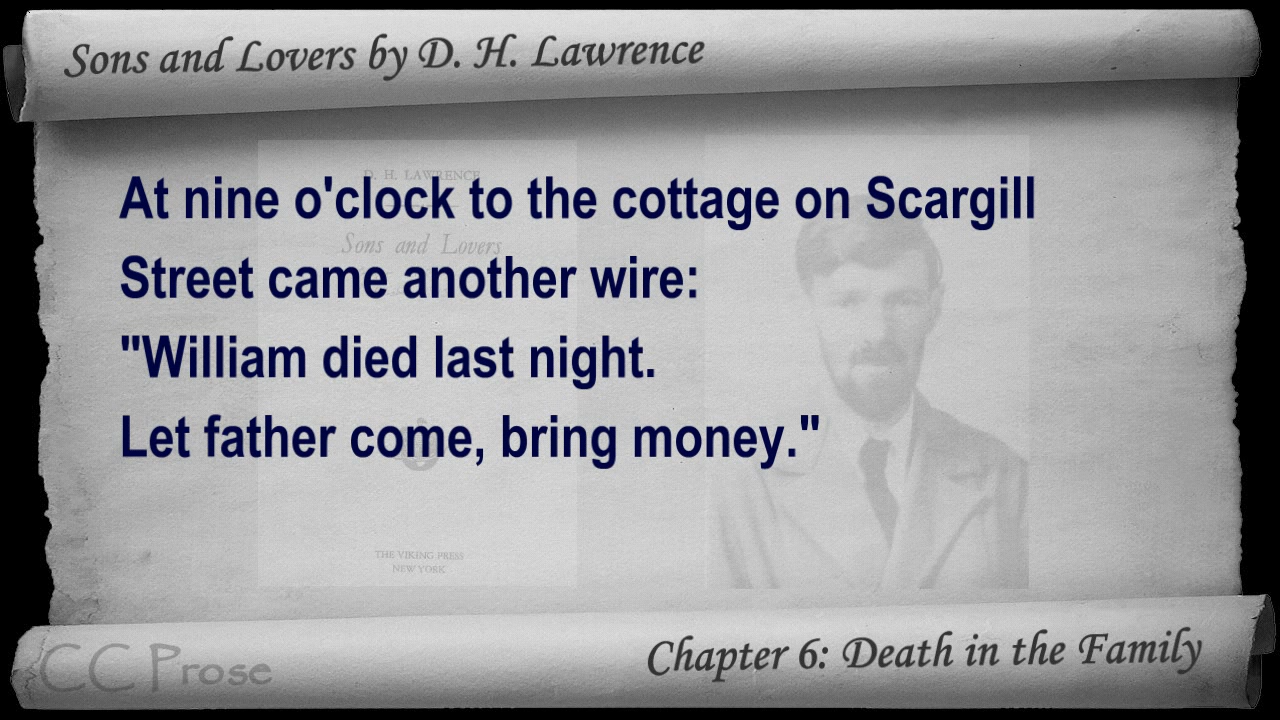 Sons and Lovers by D. H. Lawrence
D. H. LAWRENCE
Sons and Lovers
At nine o'clock to the cottage on Scargill
Street came another wire:
"William died last night.
Let father come, bring money."
THE VIKING PRESS
NEW YORK
CC Prose
Chapter 6: Death in the Family